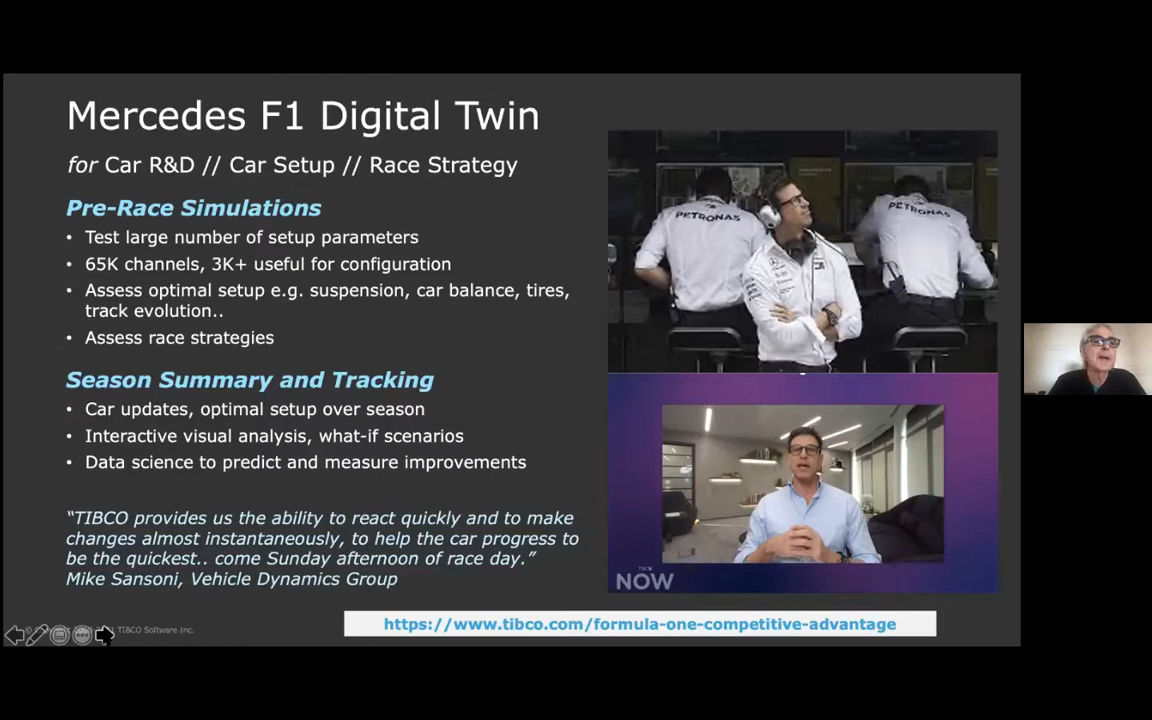 Mercedes F1 Digital Twin
for Car R&D // Car Setup // Race Strategy
Pre-Race Simulations
• Test large number of setup parameters
• 65K channels, 3K+ useful for configuration
• Assess optimal setup e.g. suspension, car balance, tires,
track evolution..
• Assess race strategies
Season Summary and Tracking
• Car updates, optimal setup over season
• Interactive visual analysis, what-if scenarios
• Data science to predict and measure improvements
“TIBCO provides us the ability to react quickly and to make
changes almost instantaneously, to help the car progress to
be the quickest.. come Sunday afternoon of race day.”
Mike Sansoni, Vehicle Dynamics Group
PETRONAS
PETRONAS
TIBCO
NOW
https://www.tibco.com/formula-one-competitive-advantage
TIBCO Software Inc.